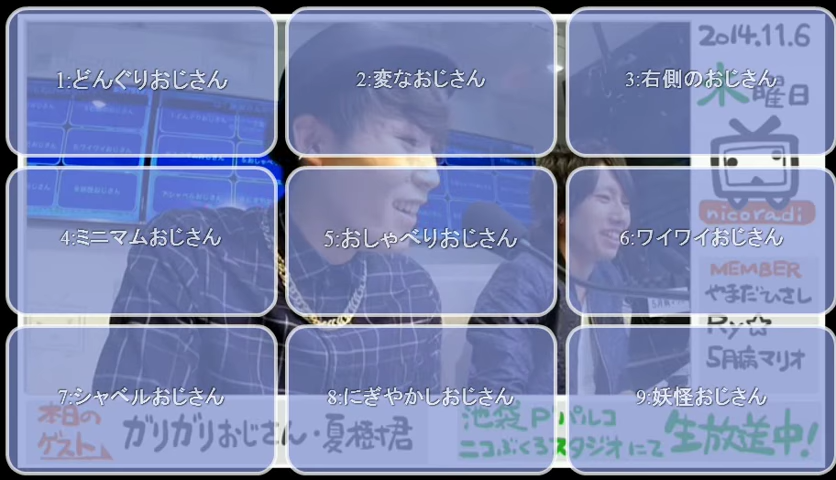 1:どんぐりおじさん
2:変なおじさん
3:右側のおじさん
4:ミニマムおじさん
5:おしゃべりおじさん
6:ワイワイおじさん
7:シャベルおじさん
8:にぎやかしおじさん
9:妖怪おじさん
2014.11.6
木曜日
nicoradi
MEMBER
やまだひさし
Ry☆
5月病マリオ
本日の
ゲスト
ガリガリおじさん・夏橙君
池袋P'パルコ
ニコぶくろスタジオにて
生放送中!